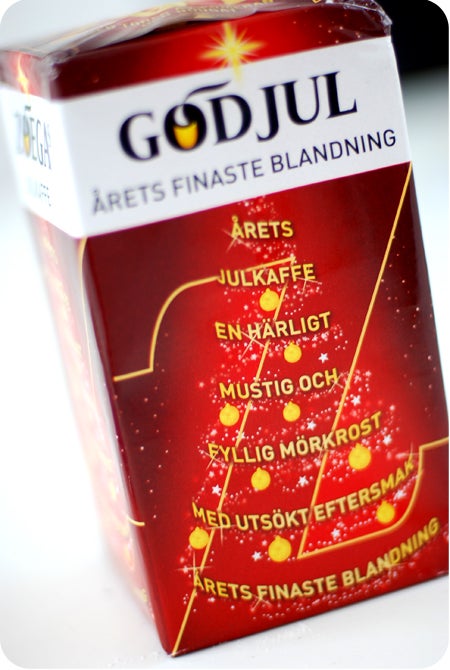 GODJUL
ÅRETS FINASTE BLANDNING
ÅRETS
JULKAFFE
EN HÄRLIGT
MUSTIG OCH
FYLLIG MÖRKROST
MED UTSÖKT EFTERSMAK
ÅRETS FINASTE BLANDNING